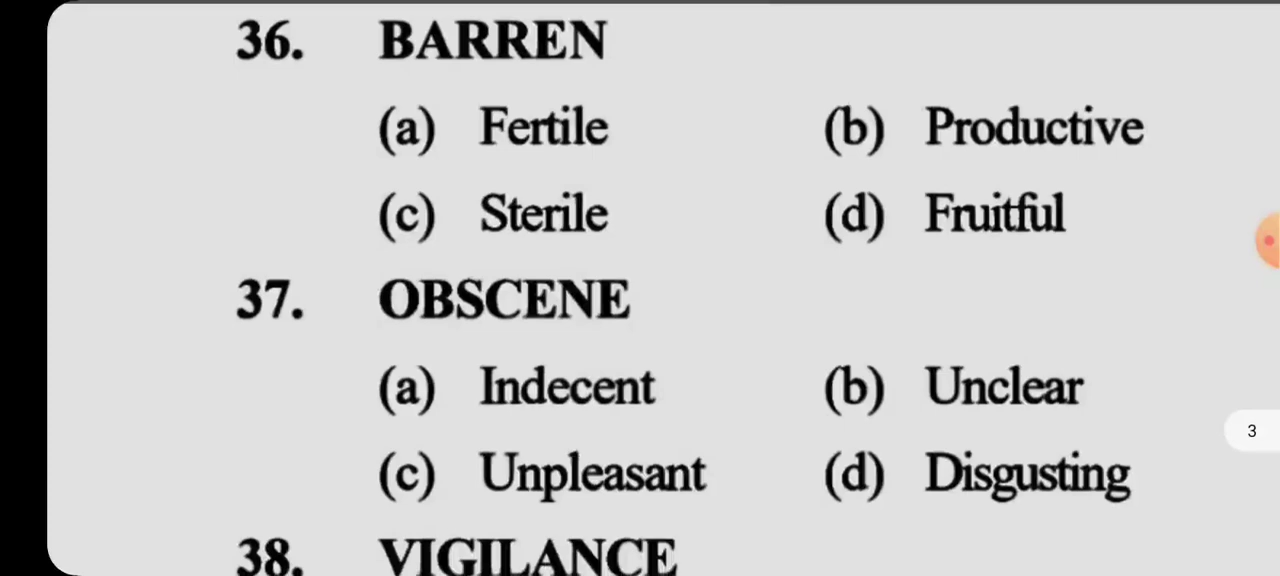 36. BARREN
(a) Fertile (b) Productive
(c) Sterile (d) Fruitful
37. OBSCENE
(a) Indecent (b) Unclear
3
(c) Unpleasant (d) Disgusting
38. VIGILANCE